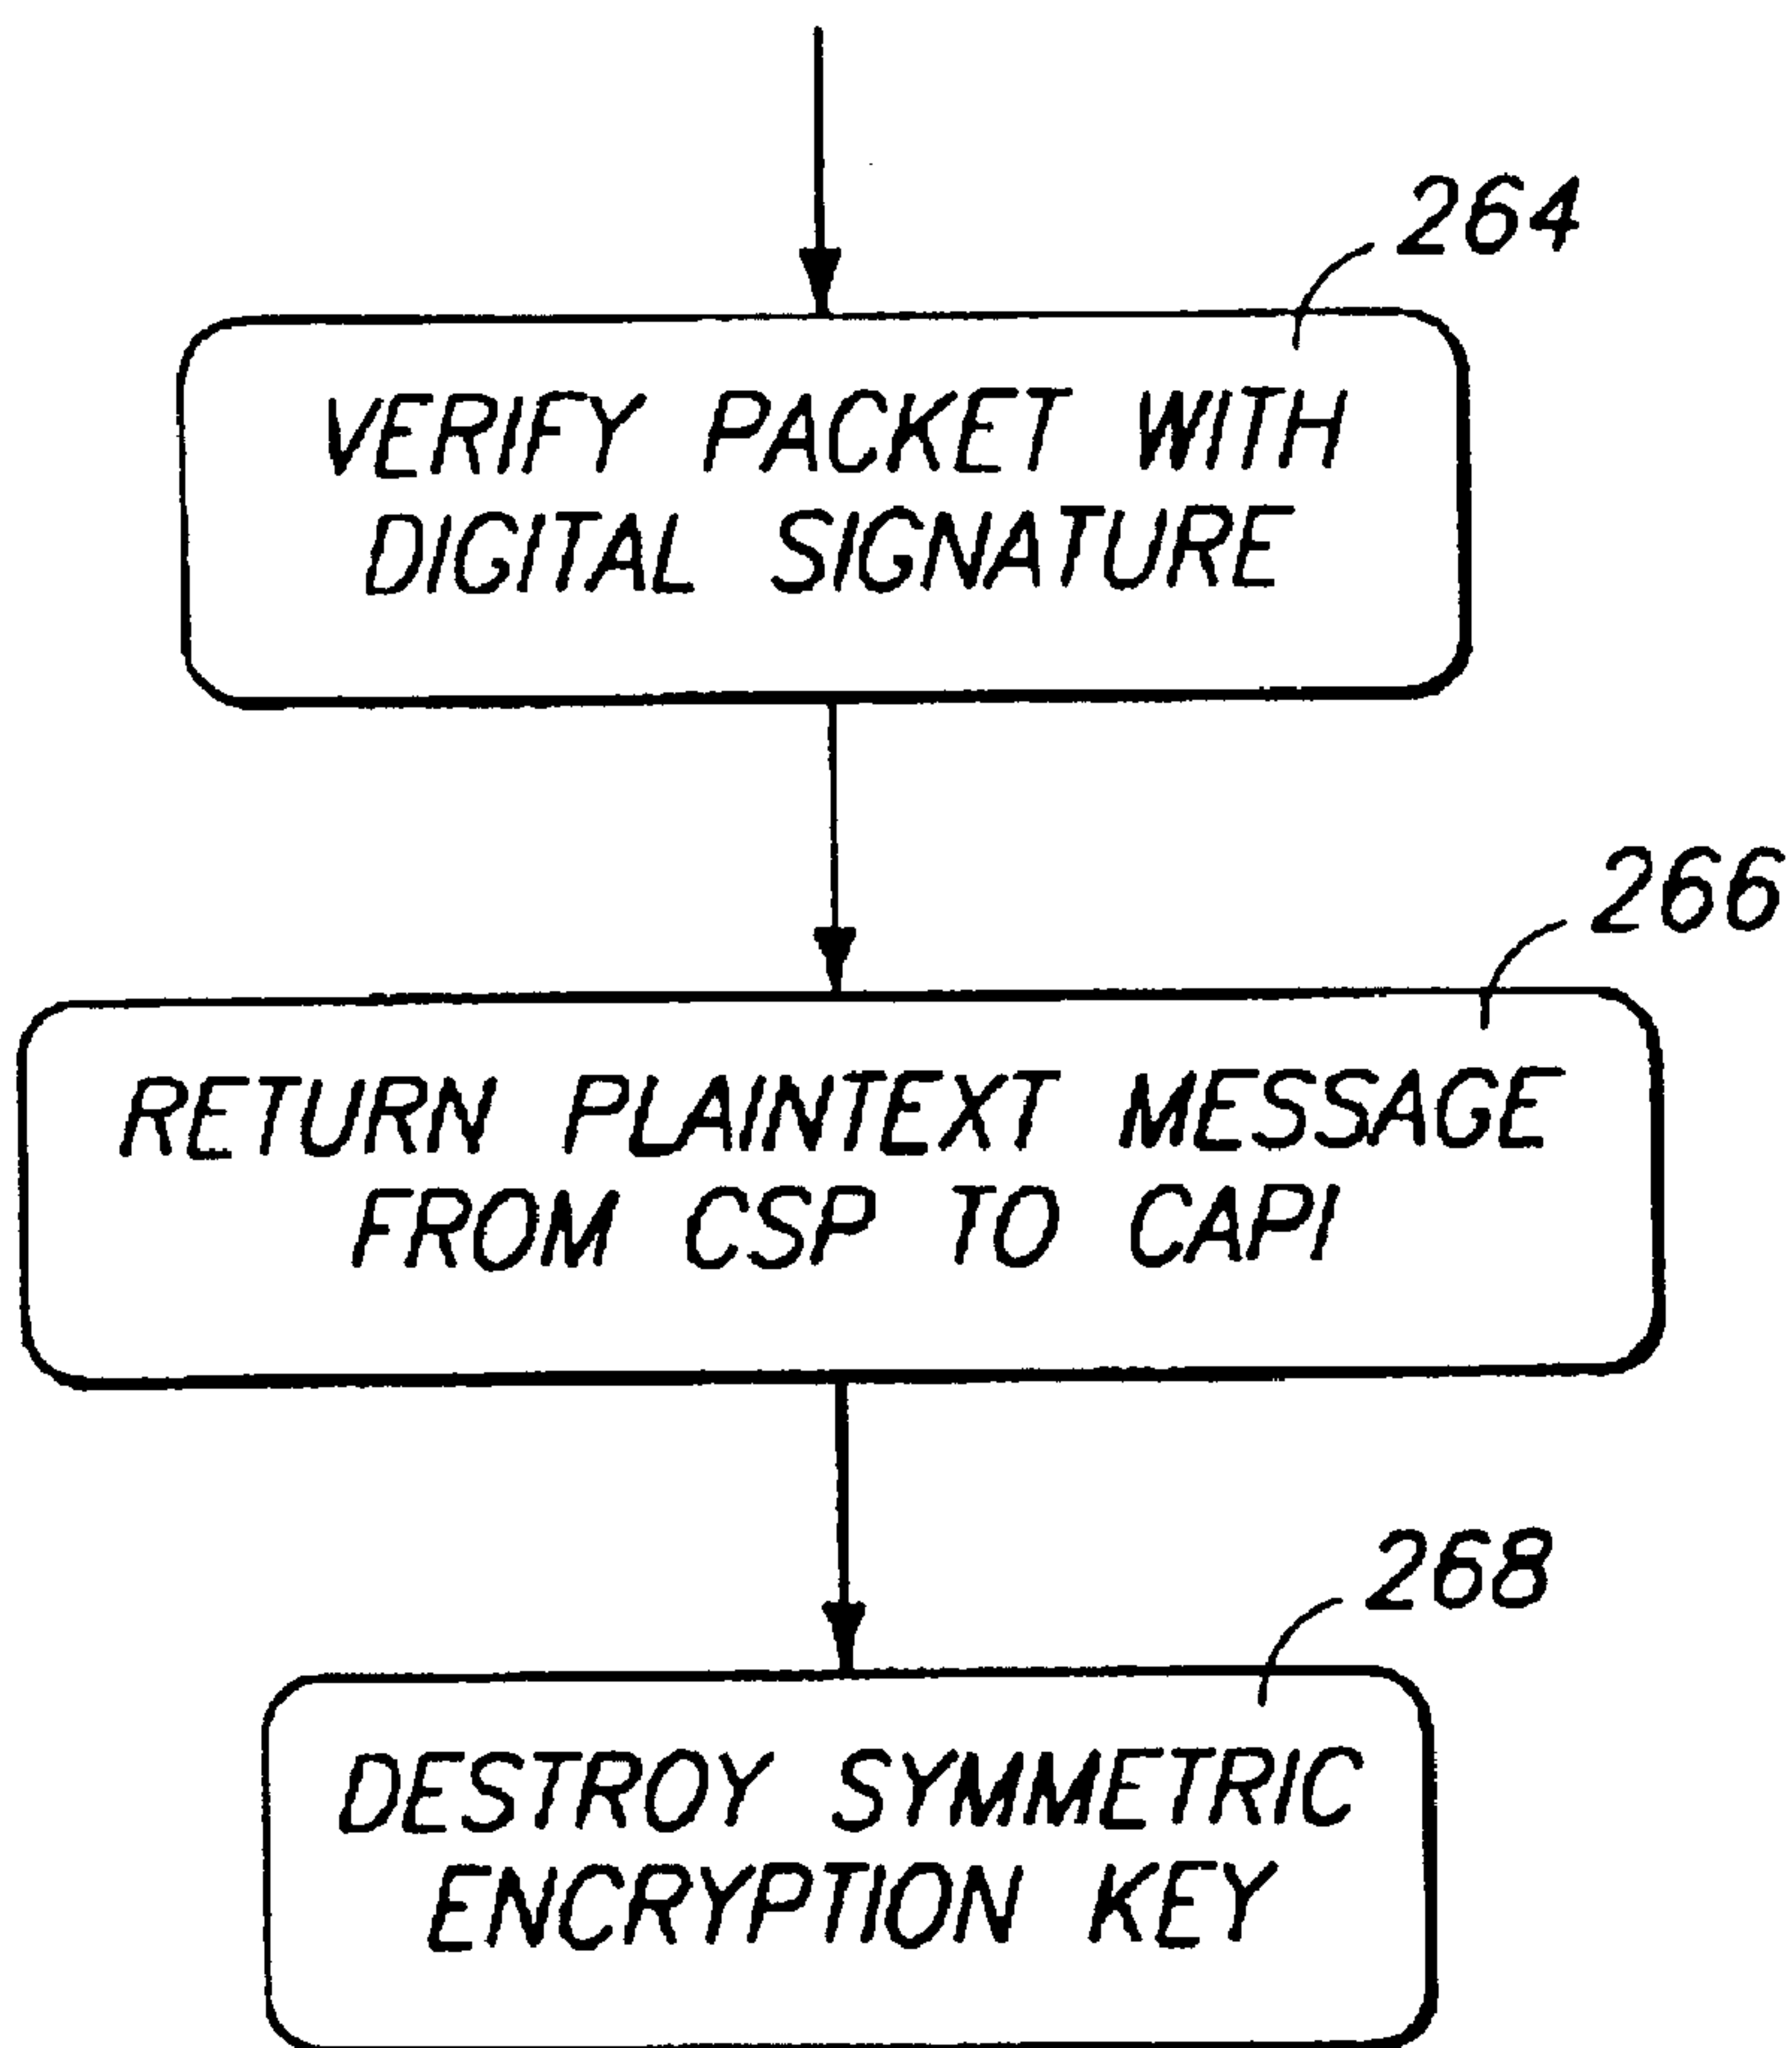 264
VERIFY PACKET WITH
DIGITAL SIGNATURE
266
RETURN PLAINTEXT MESSAGE
FROM CSP TO CAPI
268
DESTROY SYMMETRIC
ENCRYPTION KEY